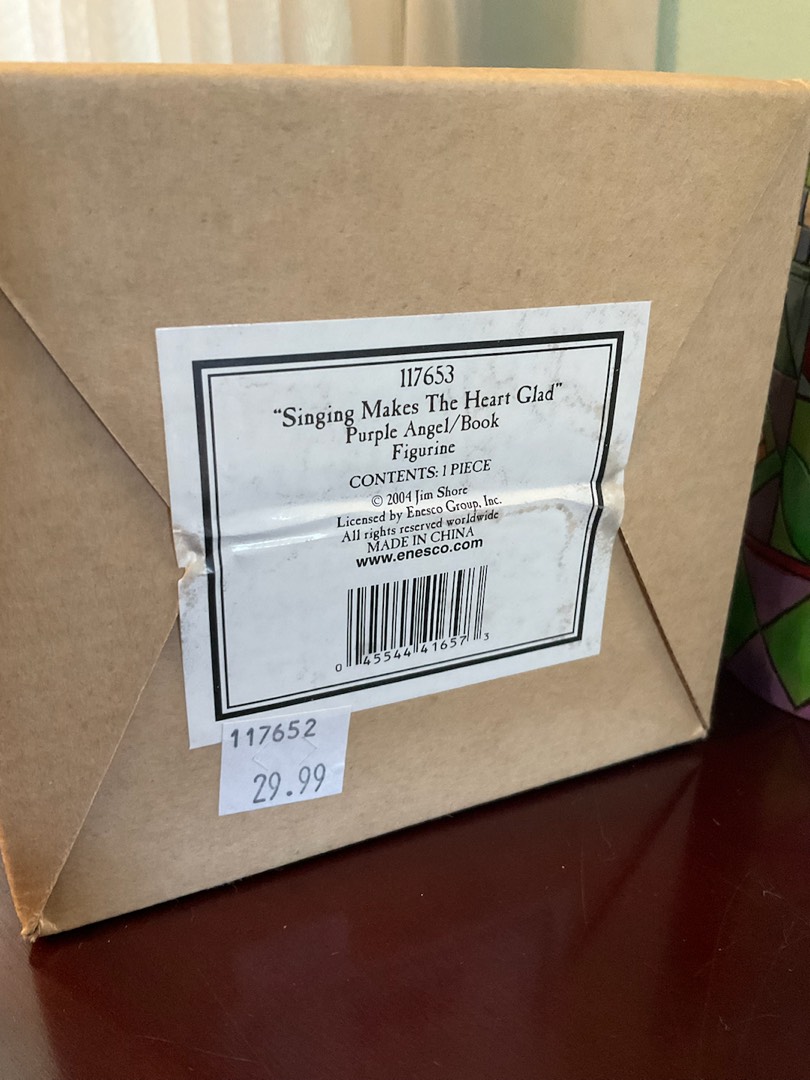 117653
“Singing Makes The Heart Glad”
Purple Angel/Book
Figurine
CONTENTS: 1 PIECE
© 2004 Jim Shore
Licensed by Enesco Group, Inc.
All rights reserved worldwide
MADE IN CHINA
www.enesco.com
0 45544 41657 3
117652
29.99